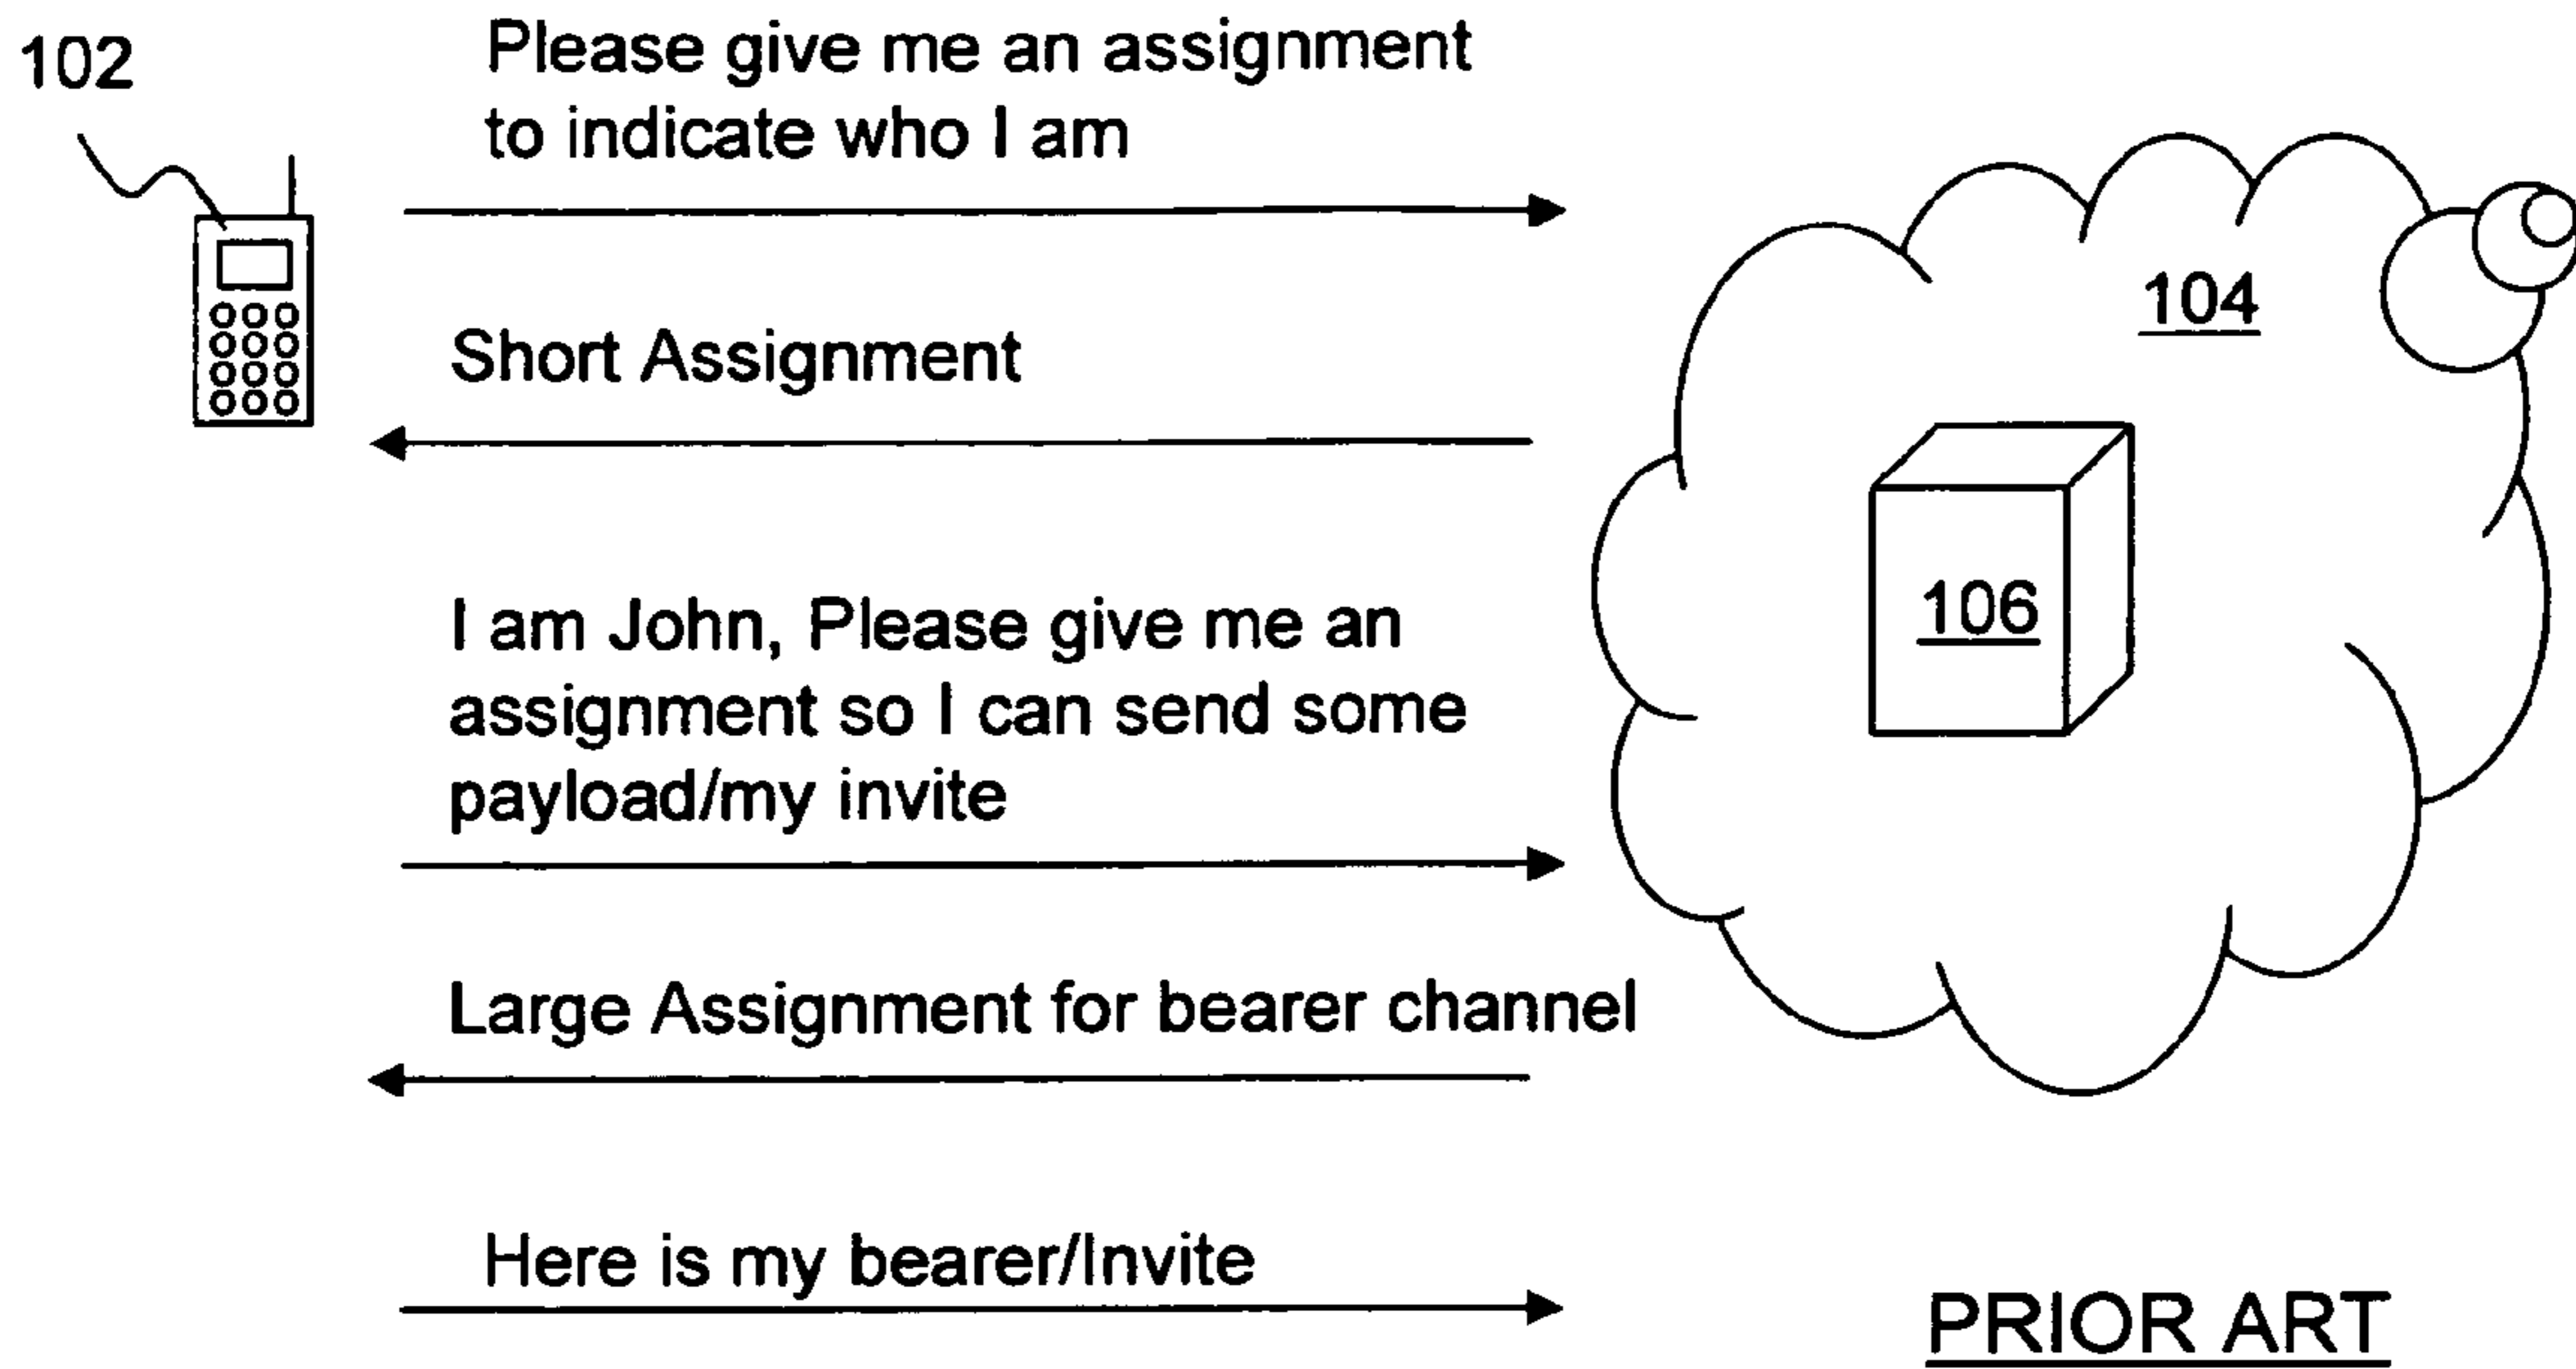 102
Please give me an assignment
to indicate who I am
104
Short Assignment
106
I am John, Please give me an
assignment so I can send some
payload/my invite
Large Assignment for bearer channel
Here is my bearer/Invite
PRIOR ART